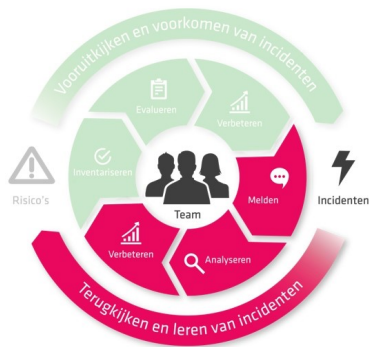 Vooruitkijken en voorkomen van incidenten
Evalueren
Verbeteren
Inventariseren
Melden
Risico's
Team
Incidenten
Verbeteren
Analyseren
Terugkijken en leren van incidenten